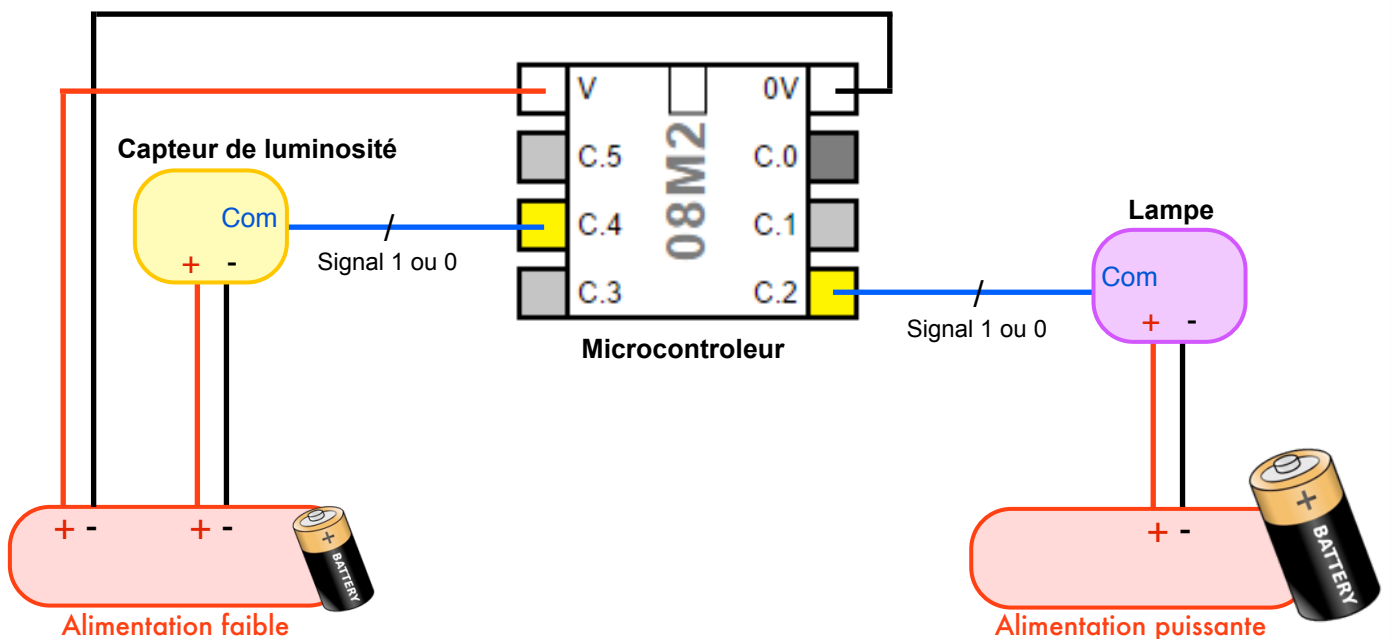 V
0V
C.5
C.0
C.4
C.1
C.3
C.2
08M2
Microcontroleur
Capteur de luminosité
Com
+ -
Signal 1 ou 0
Lampe
Com
+ -
Signal 1 ou 0
+ - + -
+
BATTERY
Alimentation faible
+ -
+
BATTERY
Alimentation puissante